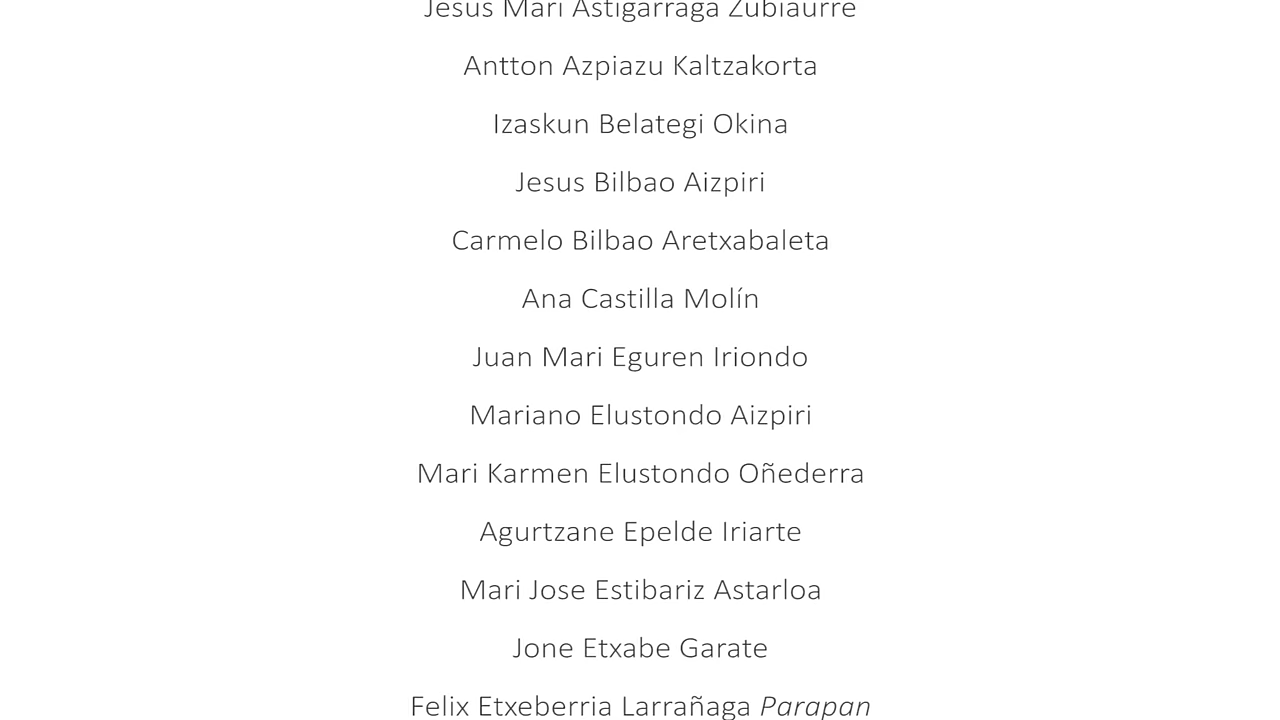 Jesus Mari Astigarraga Zubiaurre
Antton Azpiazu Kaltzakorta
Izaskun Belategi Okina
Jesus Bilbao Aizpiri
Carmelo Bilbao Aretxabaleta
Ana Castilla Molín
Juan Mari Eguren Iriondo
Mariano Elustondo Aizpiri
Mari Karmen Elustondo Oñederra
Agurtzane Epelde Iriarte
Mari Jose Estibariz Astarloa
Jone Etxabe Garate
Felix Etxeberria Larrañaga Parapan